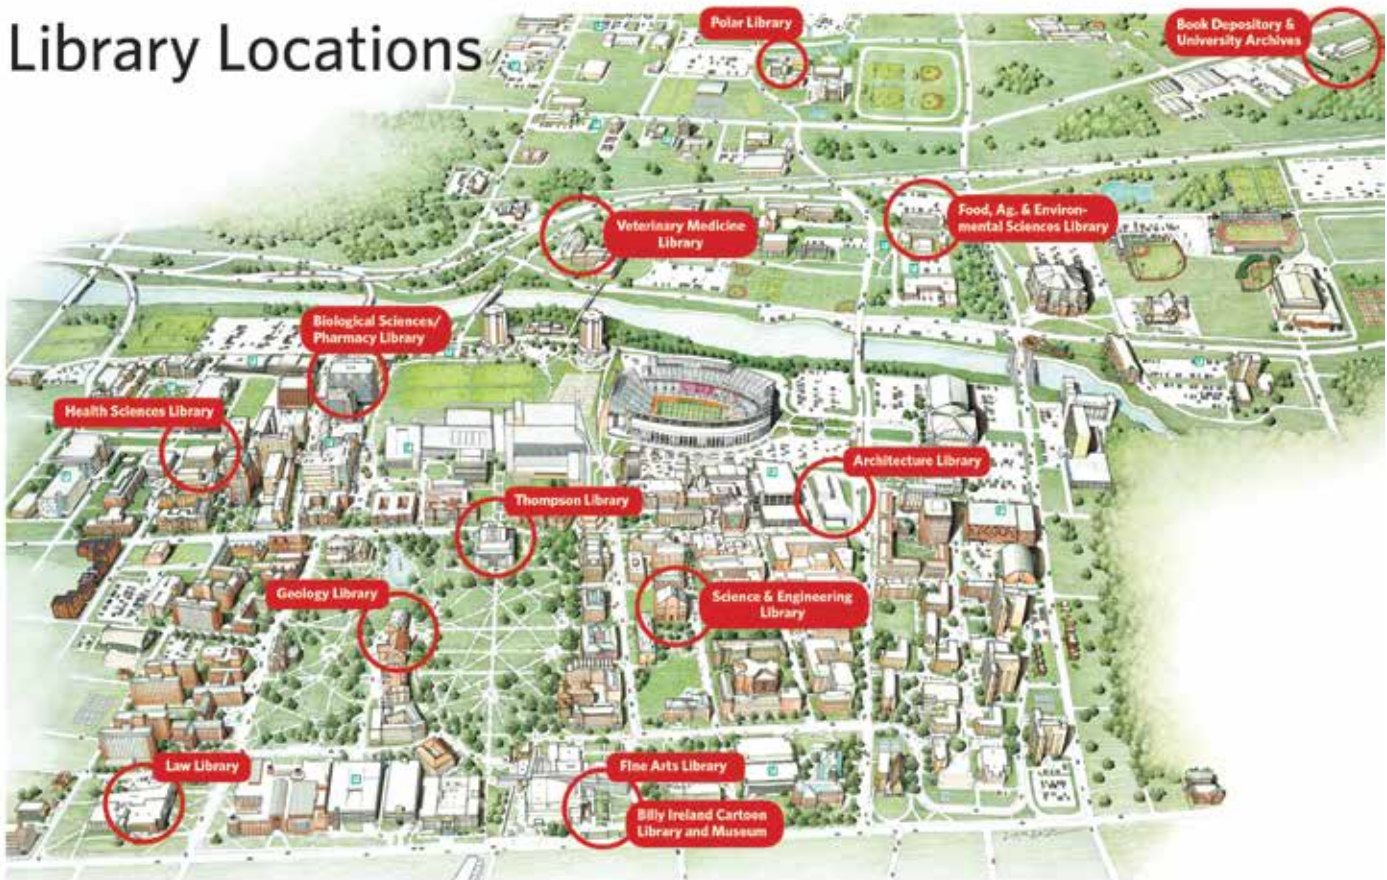 Library Locations
Polar Library
Book Depository &
University Archives
Veterinary Medicine
Library
Food, Ag. & Environ-
mental Sciences Library
Biological Sciences/
Pharmacy Library
Health Sciences Library
Architecture Library
Thompson Library
Geology Library
Science & Engineering
Library
Law Library
FIne Arts Library
Billy Ireland Cartoon
Library and Museum